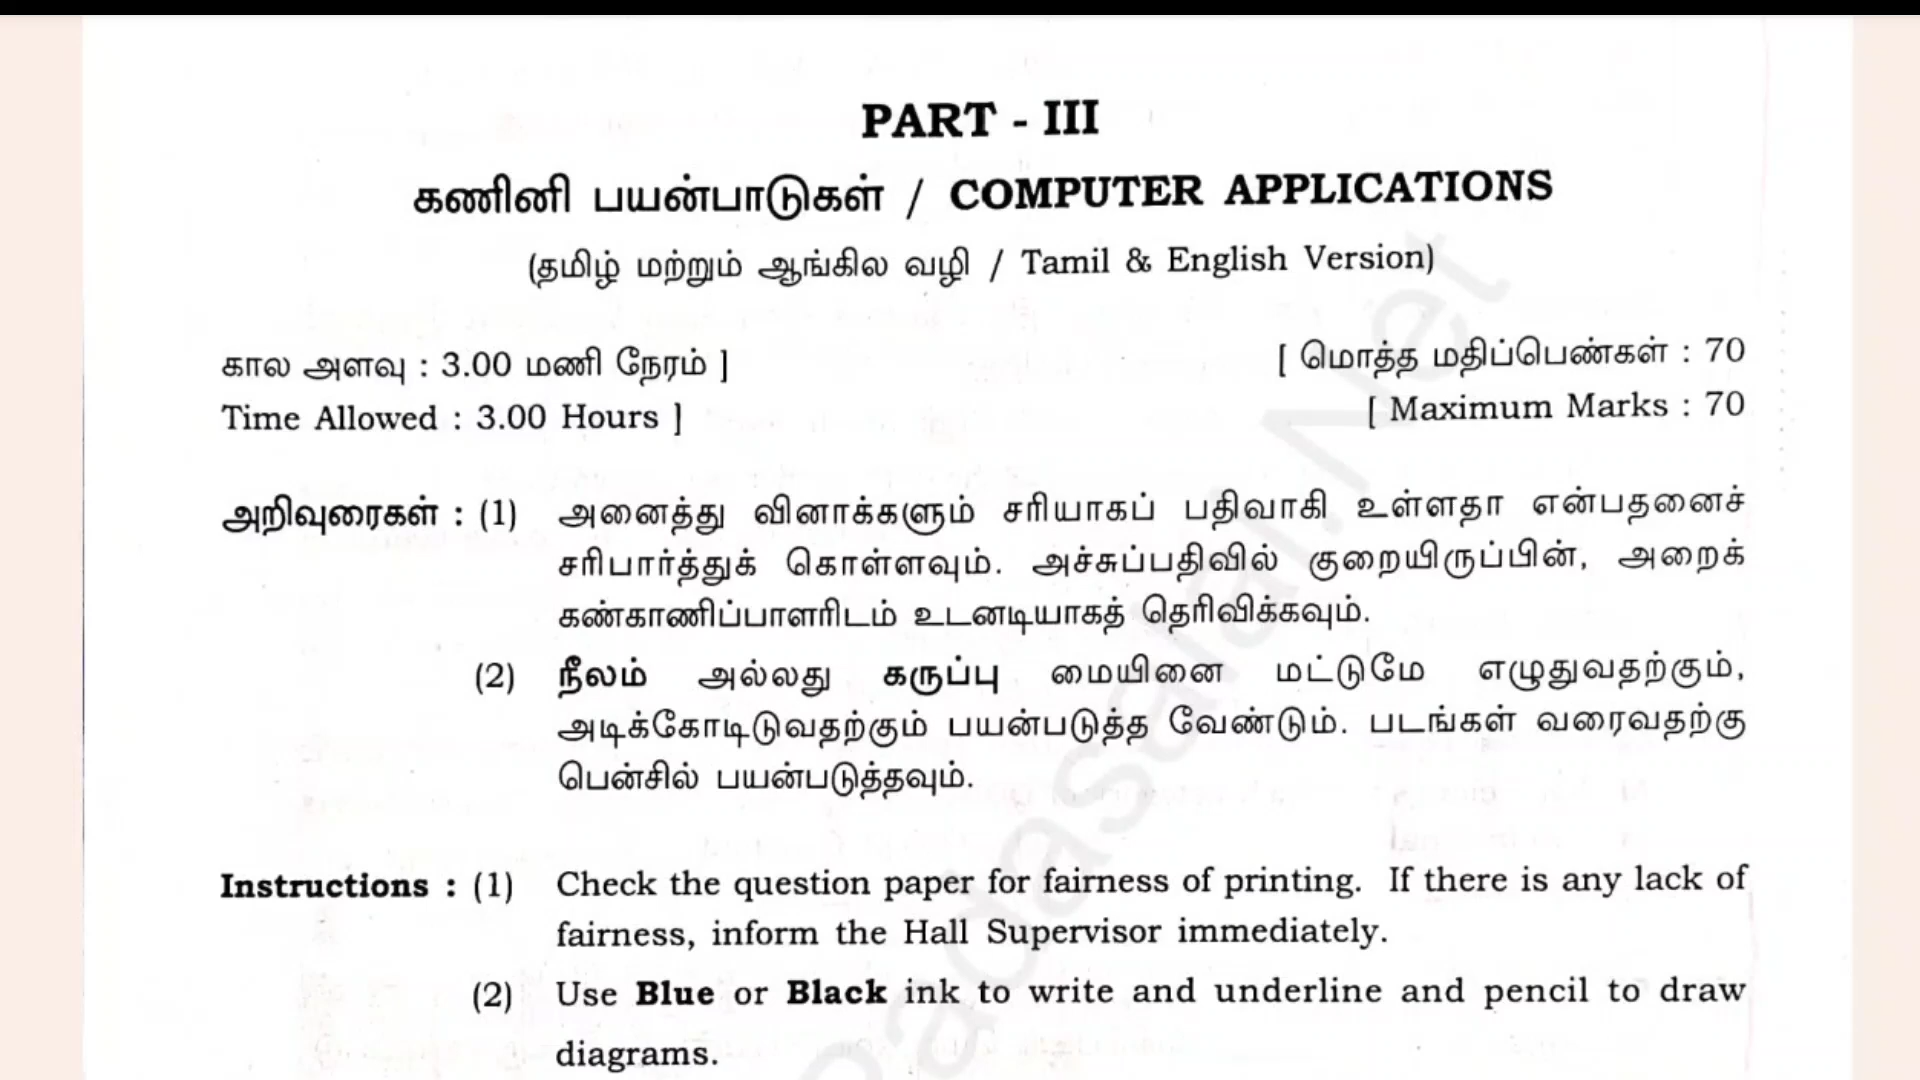 PART - III
கணினி பயன்பாடுகள் / COMPUTER APPLICATIONS
(தமிழ் மற்றும் ஆங்கில வழி / Tamil & English Version)
கால அளவு : 3.00 மணி நேரம் ] [ மொத்த மதிப்பெண்கள் : 70
Time Allowed : 3.00 Hours ] [ Maximum Marks : 70
அறிவுரைகள் : (1) அனைத்து வினாக்களும் சரியாகப் பதிவாகி உள்ளதா என்பதனைச்
சரிபார்த்துக் கொள்ளவும். அச்சுப்பதிவில் குறையிருப்பின், அறைக்
கண்காணிப்பாளரிடம் உடனடியாகத் தெரிவிக்கவும்.
(2) நீலம் அல்லது கருப்பு மையினை மட்டுமே எழுதுவதற்கும்,
அடிக்கோடிடுவதற்கும் பயன்படுத்த வேண்டும். படங்கள் வரைவதற்கு
பென்சில் பயன்படுத்தவும்.
Instructions : (1) Check the question paper for fairness of printing. If there is any lack of
fairness, inform the Hall Supervisor immediately.
(2) Use Blue or Black ink to write and underline and pencil to draw
diagrams.
Padasalai.Net